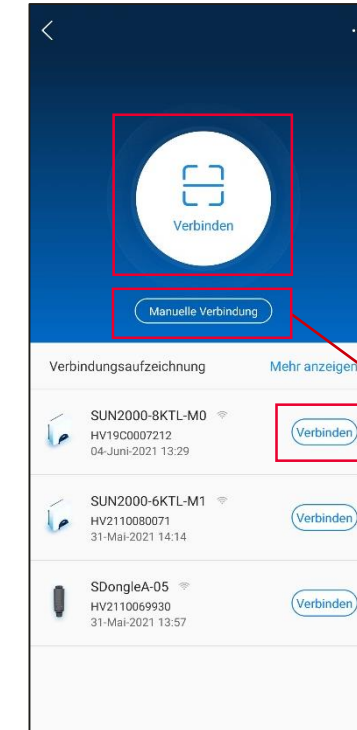 Verbinden
Manuelle Verbindung
Verbindungsaufzeichnung Mehr anzeigen
SUN2000-8KTL-M0
HV19C0007212
04-Juni-2021 13:29
Verbinden
SUN2000-6KTL-M1
HV2110080071
31-Mai-2021 14:14
Verbinden
SDongleA-05
HV2110069930
31-Mai-2021 13:57
Verbinden